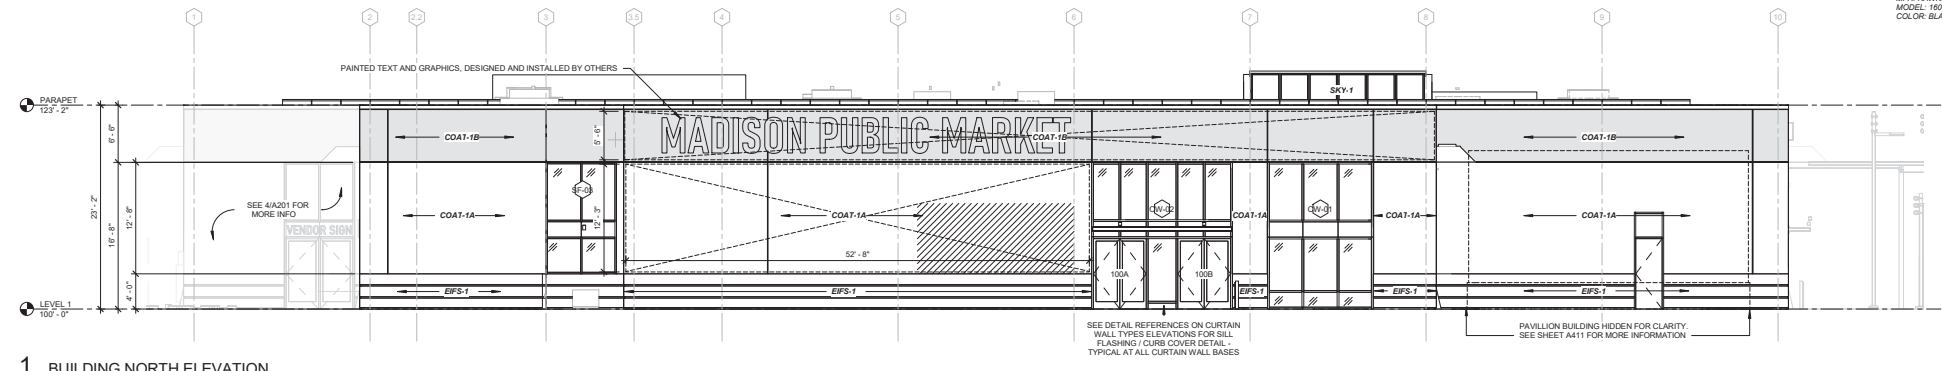 1 2 2.2 3 3.5 4 5 6 7 8 9 10
MODEL: 160
COLOR: BLA
PAINTED TEXT AND GRAPHICS, DESIGNED AND INSTALLED BY OTHERS
SKY-1
PARAPET
123' - 2"
6' - 6"
5' - 6"
COAT-1B
MADISON PUBLIC MARKET
COAT-1B
COAT-1B
SEE 4/A201 FOR
MORE INFO
VENDOR SIGN
23' - 2"
16' - 8"
12' - 8"
4' - 0"
COAT-1A
SF-03
12' - 3"
COAT-1A
CW-02
COAT-1A
CW-01
COAT-1A
COAT-1A
52' - 8"
100A
100B
EIFS-1
EIFS-1
EIFS-1
EIFS-1
EIFS-1
LEVEL 1
100' - 0"
SEE DETAIL REFERENCES ON CURTAIN
WALL TYPES ELEVATIONS FOR SILL
FLASHING / CURB COVER DETAIL -
TYPICAL AT ALL CURTAIN WALL BASES
PAVILLION BUILDING HIDDEN FOR CLARITY.
SEE SHEET A411 FOR MORE INFORMATION
1 BUILDING NORTH ELEVATION